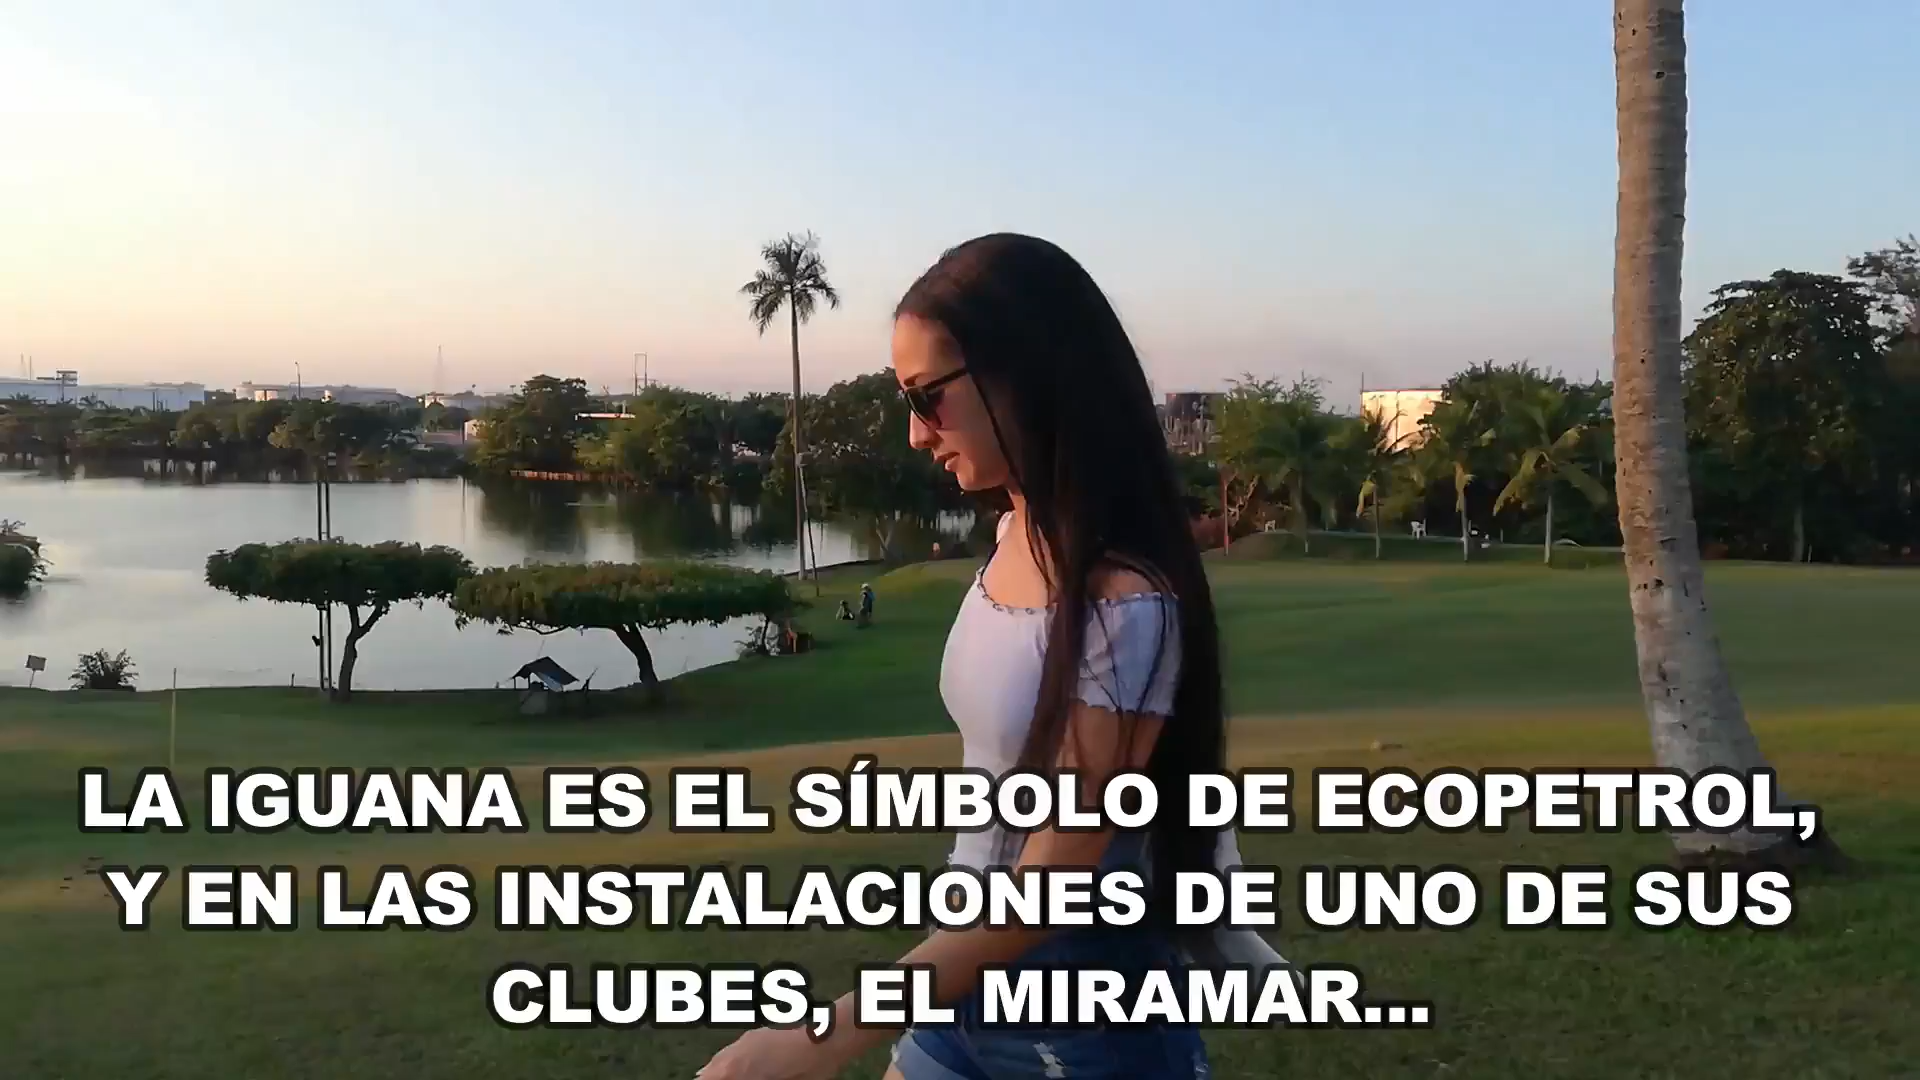 LA IGUANA ES EL SÍMBOLO DE ECOPETROL,
Y EN LAS INSTALACIONES DE UNO DE SUS
CLUBES, EL MIRAMAR...